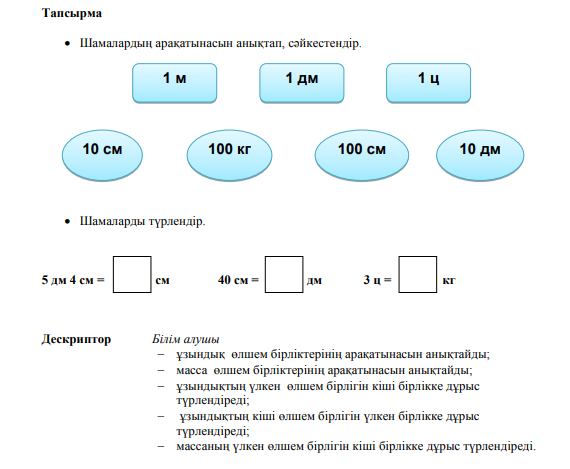 Тапсырма
• Шамалардың арақатынасын анықтап, сәйкестендір.
1 м 1 дм 1 ц
10 см 100 кг 100 см 10 дм
• Шамаларды түрлендір.
5 дм 4 см = см 40 см = дм 3 ц = кг
Дескриптор Білім алушы
− ұзындық өлшем бірліктерінің арақатынасын анықтайды;
− масса өлшем бірліктерінің арақатынасын анықтайды;
− ұзындықтың үлкен өлшем бірлігін кіші бірлікке дұрыс
түрлендіреді;
− ұзындықтың кіші өлшем бірлігін үлкен бірлікке дұрыс
түрлендіреді;
− массаның үлкен өлшем бірлігін кіші бірлікке дұрыс түрлендіреді.